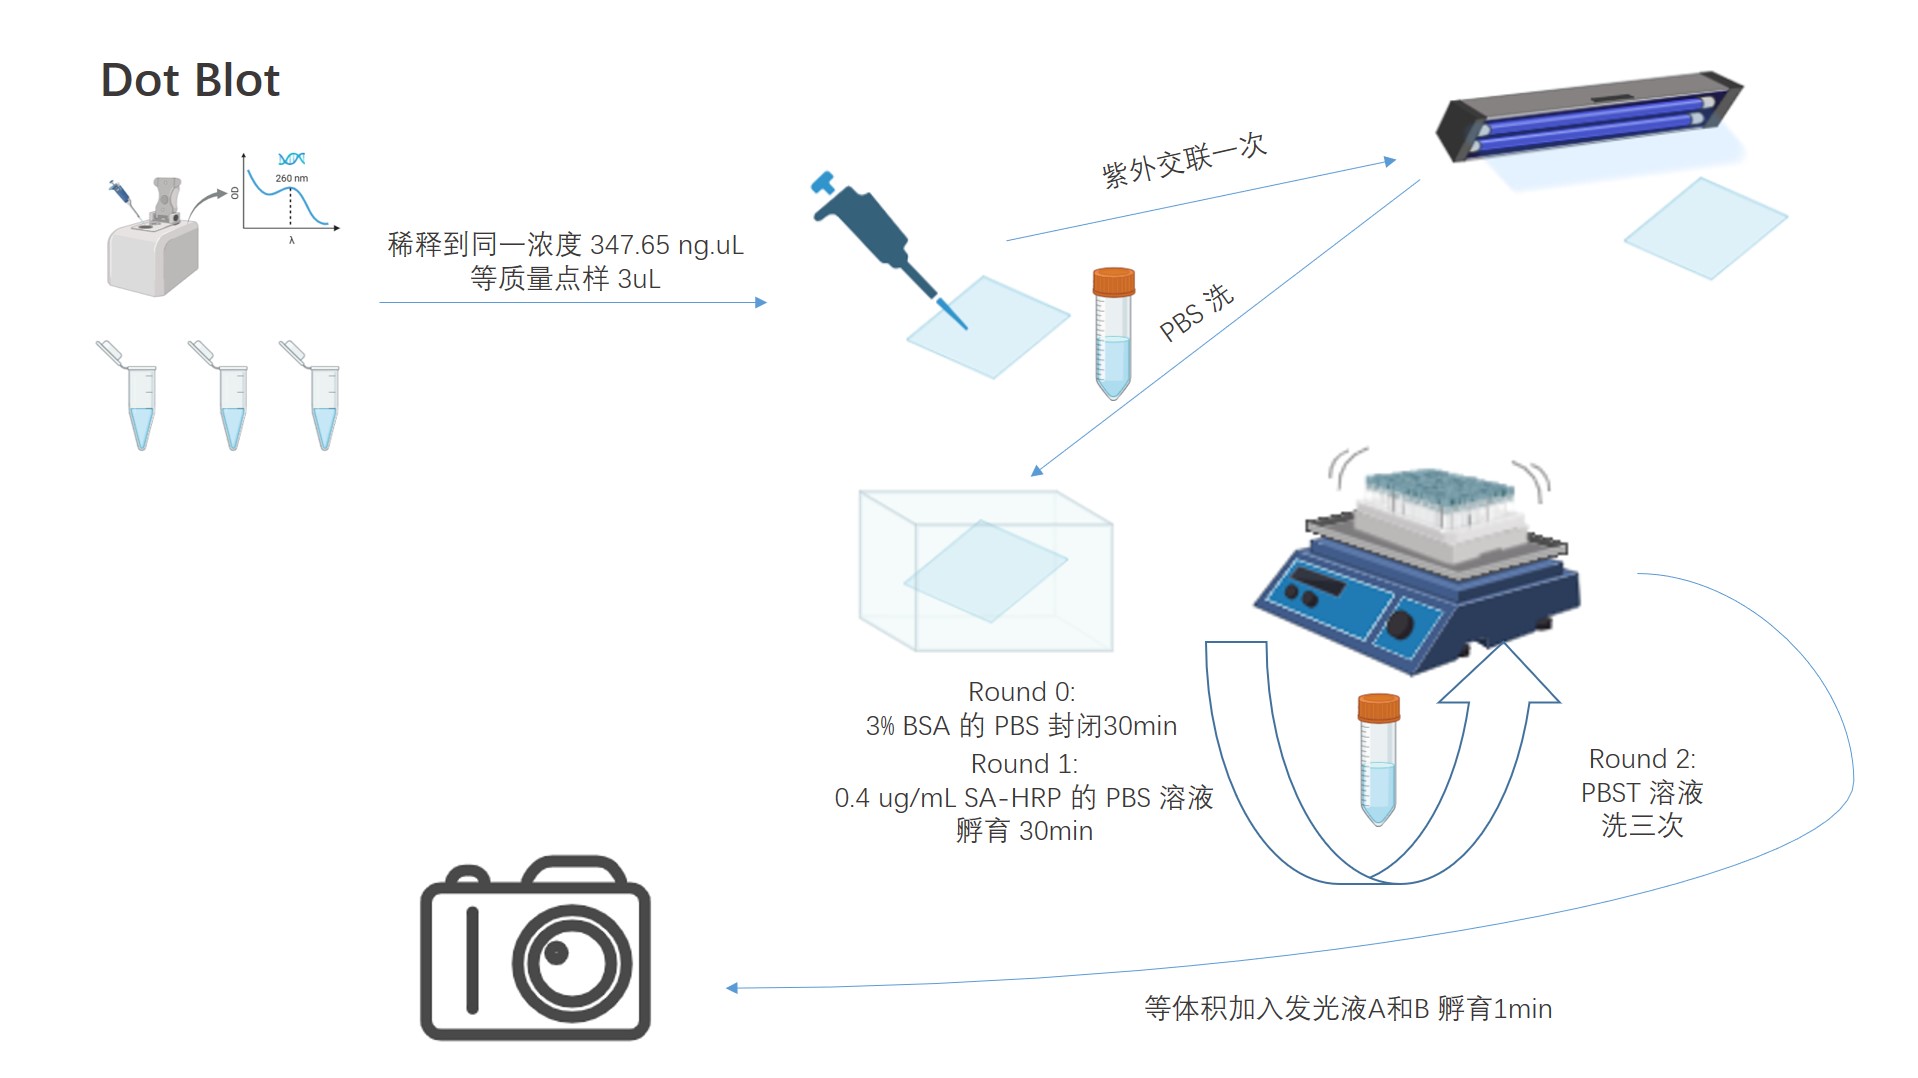 Dot Blot
OD
260 nm
λ
稀释到同一浓度 347.65 ng.uL
等质量点样 3uL
紫外交联一次
PBS 洗
Round 0:
3% BSA 的 PBS 封闭30min
Round 1:
0.4 ug/mL SA-HRP 的 PBS 溶液
孵育 30min
Round 2:
PBST 溶液
洗三次
等体积加入发光液A和B 孵育1min